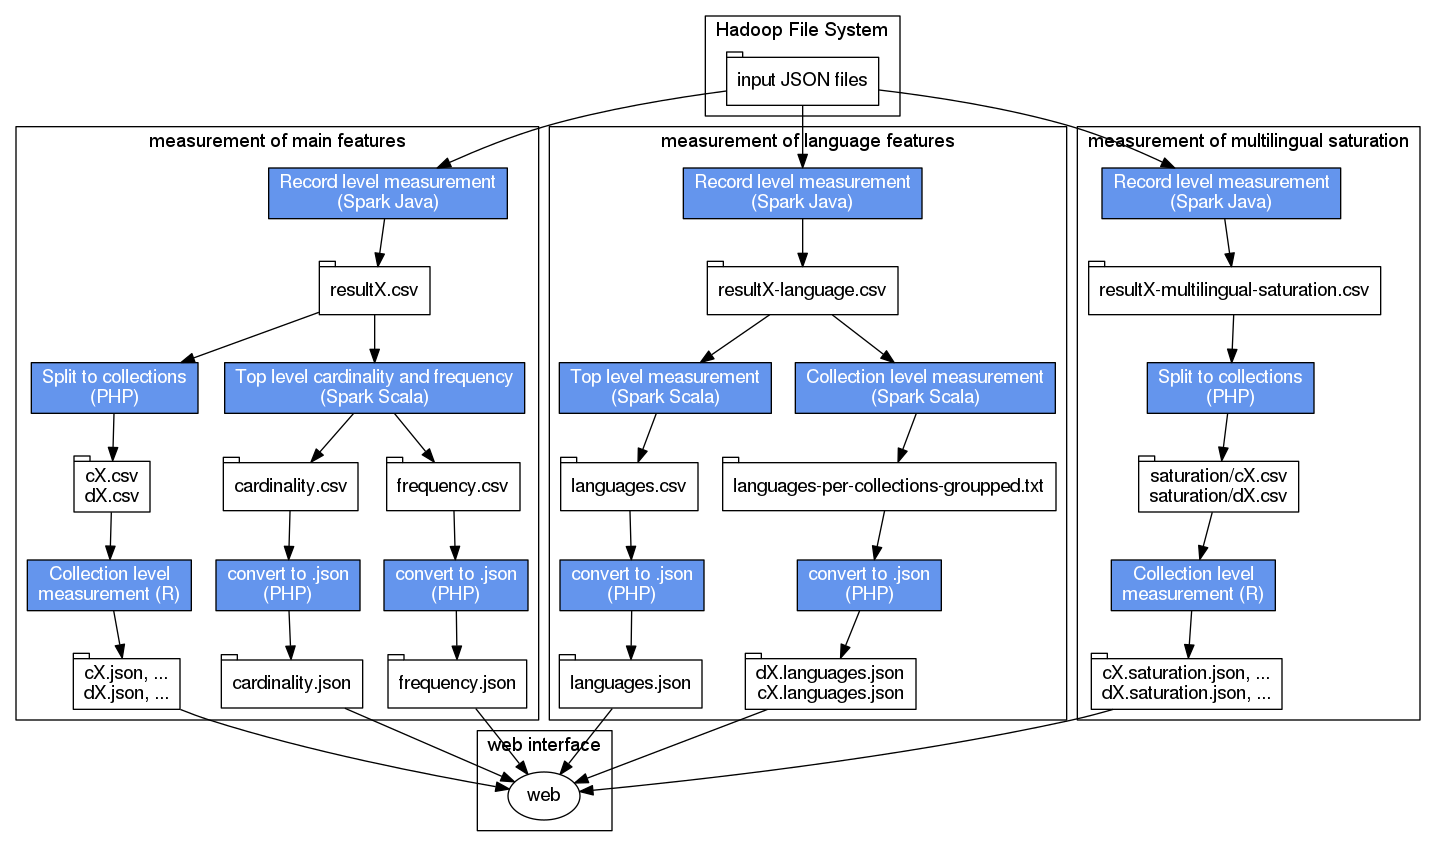 Hadoop File System
input JSON files
measurement of main features
measurement of language features
measurement of multilingual saturation
Record level measurement
(Spark Java)
Record level measurement
(Spark Java)
Record level measurement
(Spark Java)
resultX.csv
resultX-language.csv
resultX-multilingual-saturation.csv
Split to collections
(PHP)
Top level cardinality and frequency
(Spark Scala)
Top level measurement
(Spark Scala)
Collection level measurement
(Spark Scala)
Split to collections
(PHP)
cX.csv
dX.csv
cardinality.csv
frequency.csv
languages.csv
languages-per-collections-groupped.txt
saturation/cX.csv
saturation/dX.csv
Collection level
measurement (R)
convert to .json
(PHP)
convert to .json
(PHP)
convert to .json
(PHP)
convert to .json
(PHP)
Collection level
measurement (R)
cX.json, ...
dX.json, ...
cardinality.json
frequency.json
languages.json
dX.languages.json
cX.languages.json
cX.saturation.json, ...
dX.saturation.json, ...
web interface
web